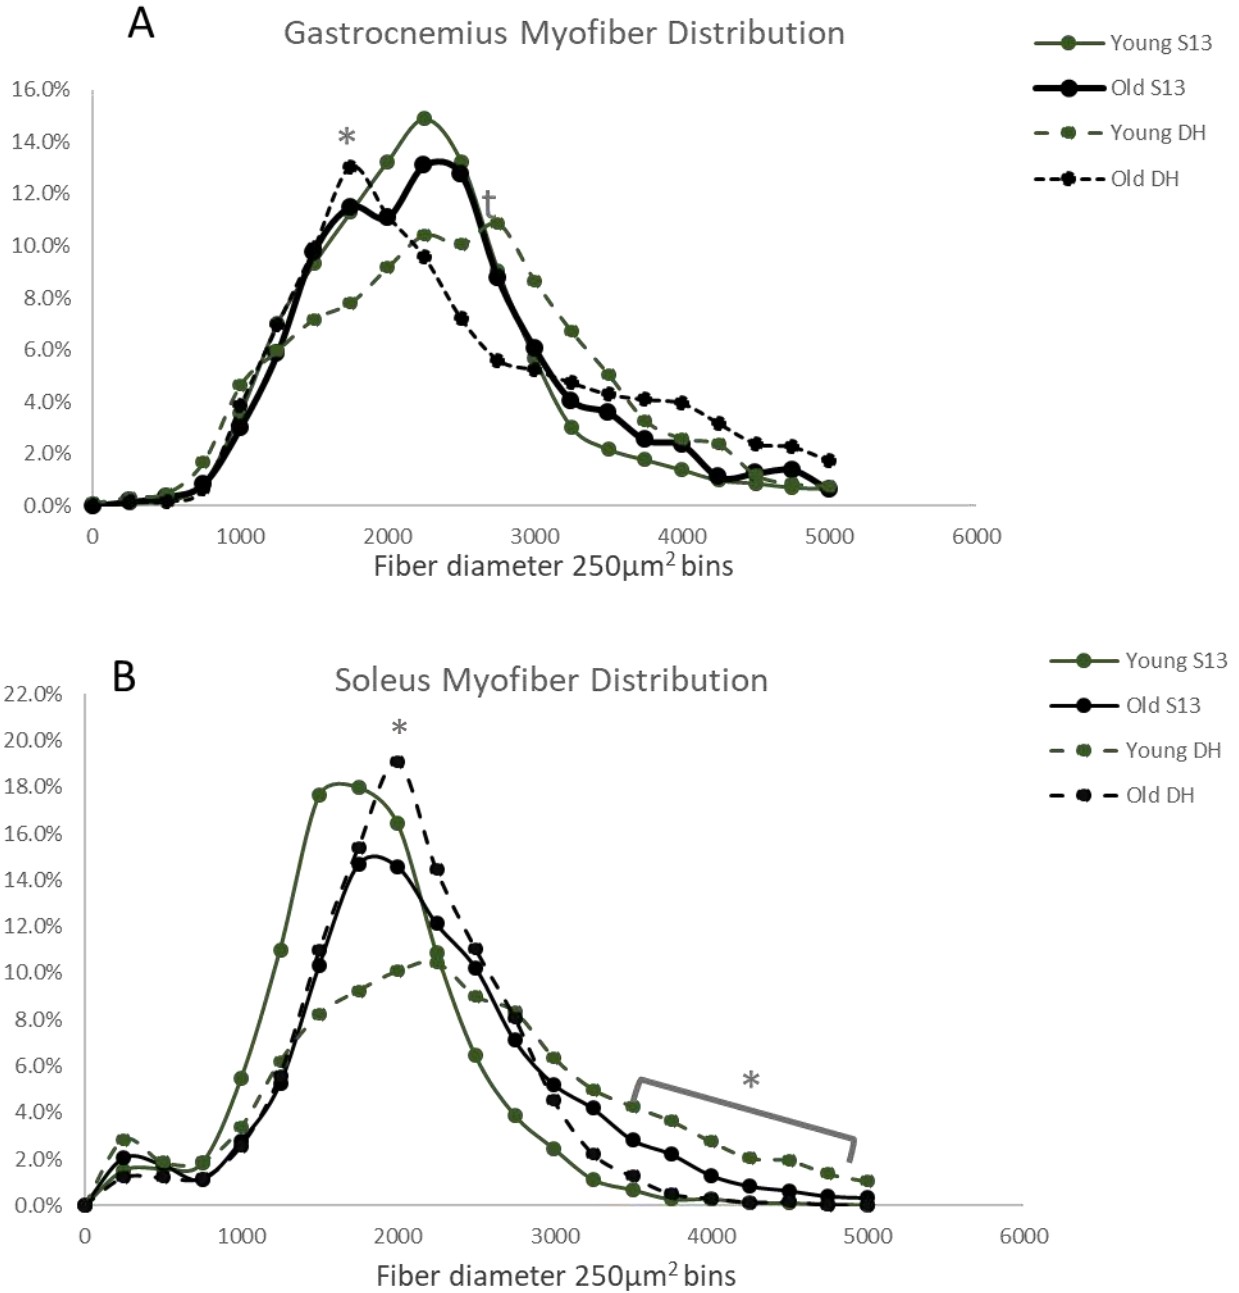 A
Gastrocnemius Myofiber Distribution
Young S13
Old S13
Young DH
Old DH
16.0%
14.0%
12.0%
10.0%
8.0%
6.0%
4.0%
2.0%
0.0%
*
t
0 1000 2000 3000 4000 5000 6000
Fiber diameter 250µm² bins
B
Soleus Myofiber Distribution
Young S13
Old S13
Young DH
Old DH
22.0%
20.0%
18.0%
16.0%
14.0%
12.0%
10.0%
8.0%
6.0%
4.0%
2.0%
0.0%
*
*
0 1000 2000 3000 4000 5000 6000
Fiber diameter 250µm² bins